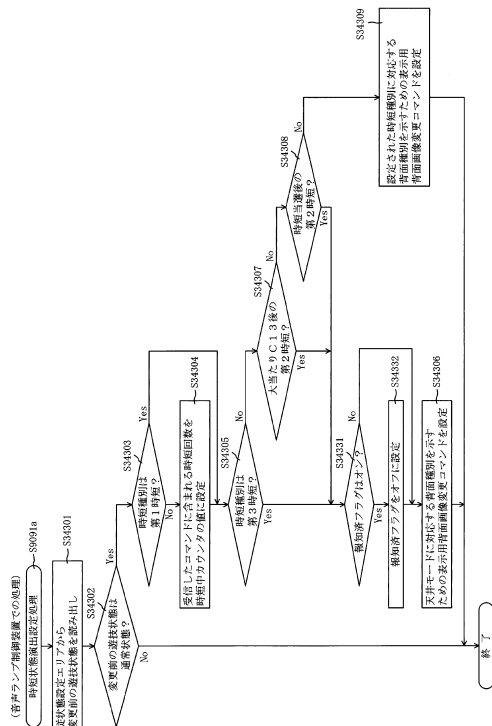 (音声ランプ制御装置での処理)
時短状態演出設定処理
S9091a
従状態設定エリアから
変更前の遊技状態を読み出し
S34301
変更前の遊技状態は
通常状態?
S34302
Yes
No
時短種別は
第1時短?
S34303
Yes
No
受信したコマンドに含まれる時短回数を
時短中カウンタの値に設定
S34304
時短種別は
第3時短?
S34305
No
Yes
大当たりC13後の
第2時短?
S34307
No
Yes
時短当選後の
第2時短?
S34308
No
Yes
設定された時短種別に対応する
背面種別を示すための表示用
背面画像変更コマンドを設定
S34309
報知済フラグはオン?
S34331
No
Yes
報知済フラグをオフに設定
S34332
天井モードに対応する背面種別を示す
ための表示用背面画像変更コマンドを設定
S34306
終了